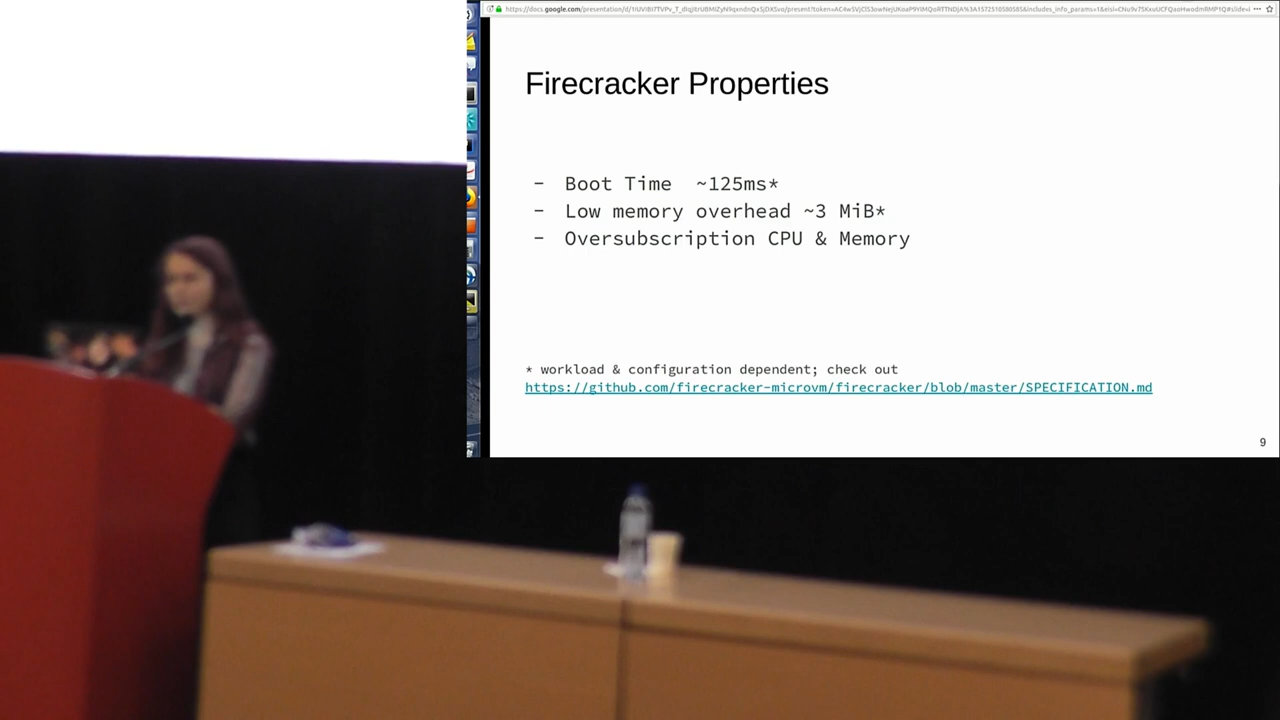 Firecracker Properties
- Boot Time ~125ms*
- Low memory overhead ~3 MiB*
- Oversubscription CPU & Memory
* workload & configuration dependent; check out
https://github.com/firecracker-microvm/firecracker/blob/master/SPECIFICATION.md
9